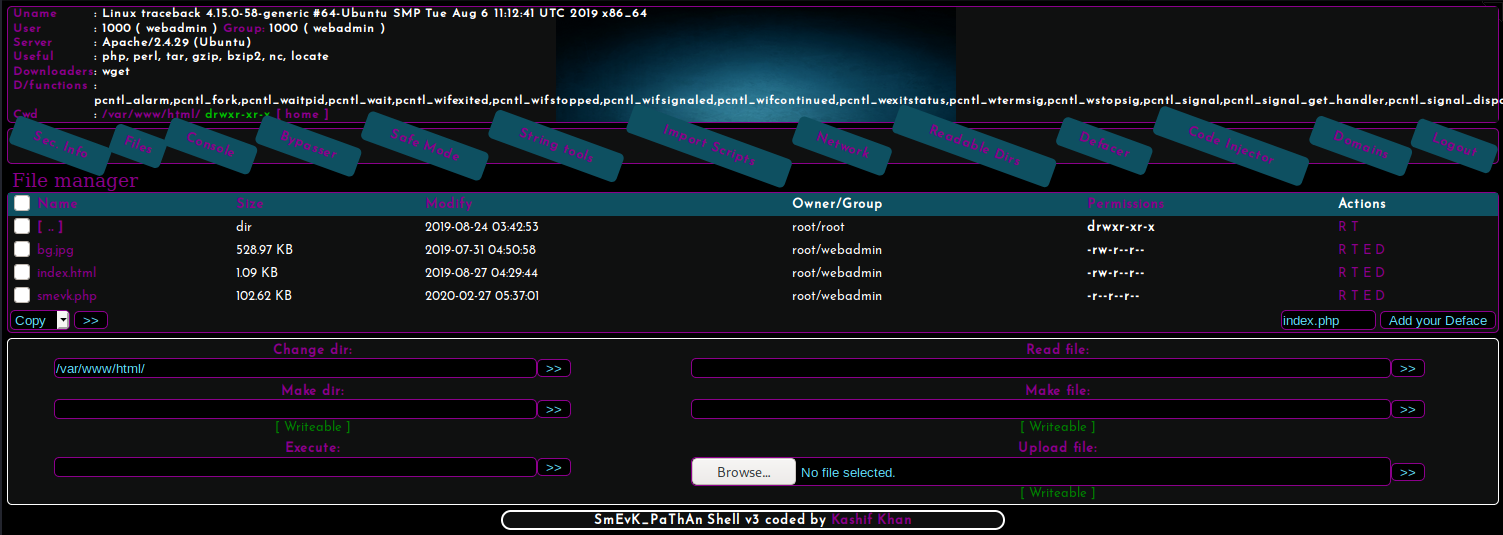 Uname : Linux traceback 4.15.0-58-generic #64-Ubuntu SMP Tue Aug 6 11:12:41 UTC 2019 x86_64
User : 1000 ( webadmin ) Group: 1000 ( webadmin )
Server : Apache/2.4.29 (Ubuntu)
Useful : php, perl, tar, gzip, bzip2, nc, locate
Downloaders : wget
D/functions :
pcntl_alarm,pcntl_fork,pcntl_waitpid,pcntl_wait,pcntl_wifexited,pcntl_wifstopped,pcntl_wifsignaled,pcntl_wifcontinued,pcntl_wexitstatus,pcntl_wtermsig,pcntl_wstopsig,pcntl_signal,pcntl_signal_get_handler,pcntl_signal_dispa
Cwd : /var/www/html/ drwxr-xr-x [ home ]
Sec. Info Files Console Bypasser Safe Mode String tools Import Scripts Network Readable Dirs Defacer Code Injector Domains Logout
File manager
Name Size Modify Owner/Group Permissions Actions
[ .. ] dir 2019-08-24 03:42:53 root/root drwxr-xr-x R T
bg.jpg 528.97 KB 2019-07-31 04:50:58 root/webadmin -rw-r--r-- R T E D
index.html 1.09 KB 2019-08-27 04:29:44 root/webadmin -rw-r--r-- R T E D
smevk.php 102.62 KB 2020-02-27 05:37:01 root/webadmin -r--r--r-- R T E D
Copy >> index.php Add your Deface
Change dir: Read file:
/var/www/html/ >> >>
Make dir: Make file:
>> >>
[ Writeable ] [ Writeable ]
Execute: Upload file:
>> Browse... No file selected. >>
[ Writeable ]
SmEvK_PaThAn Shell v3 coded by Kashif Khan